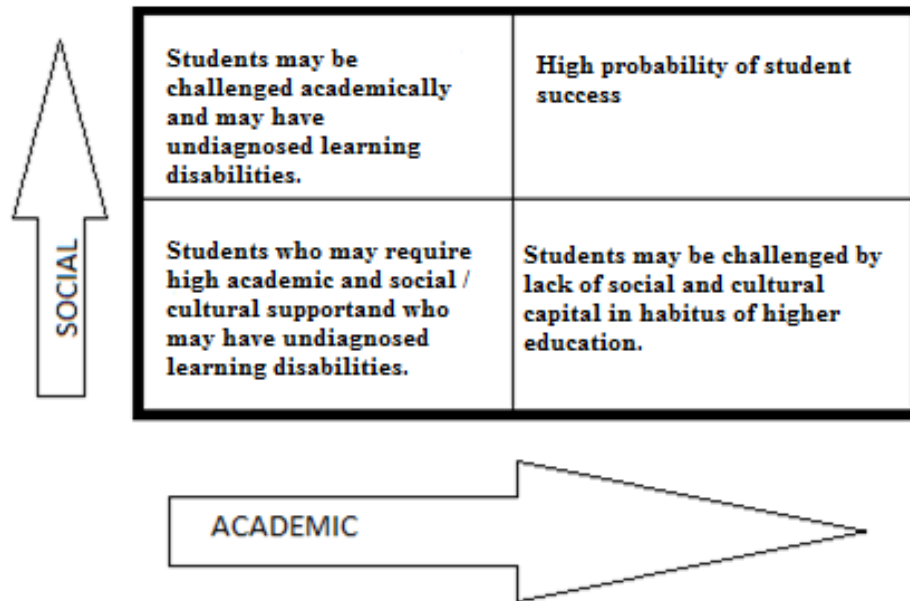 Students may be
challenged academically
and may have
undiagnosed learning
disabilities.
High probability of student
success
Students who may require
high academic and social /
cultural supportand who
may have undiagnosed
learning disabilities.
Students may be challenged by
lack of social and cultural
capital in habitus of higher
education.
SOCIAL
ACADEMIC